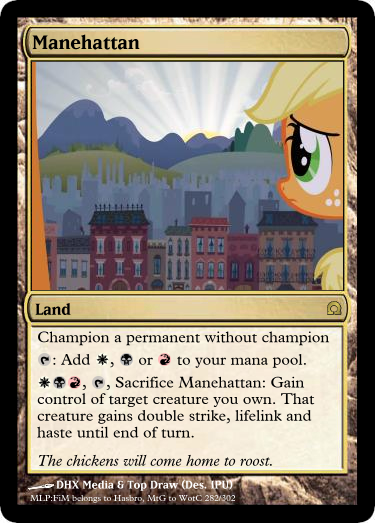 Manehattan
Land
Champion a permanent without champion
: Add , or to your mana pool.
, , Sacrifice Manehattan: Gain
control of target creature you own. That
creature gains double strike, lifelink and
haste until end of turn.
The chickens will come home to roost.
DHX Media & Top Draw (Des. IPU)
MLP:FiM belongs to Hasbro, MtG to WotC 282/302